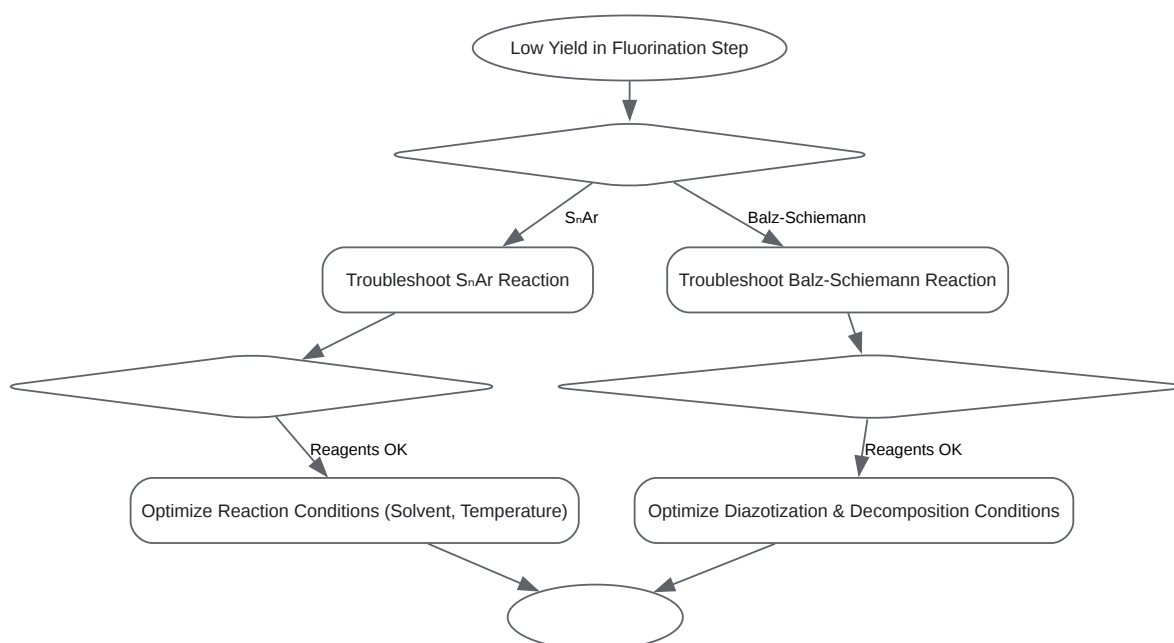 Low Yield in Fluorination Step
SₙAr
Balz-Schiemann
Troubleshoot SₙAr Reaction
Troubleshoot Balz-Schiemann Reaction
Reagents OK
Reagents OK
Optimize Reaction Conditions (Solvent, Temperature)
Optimize Diazotization & Decomposition Conditions